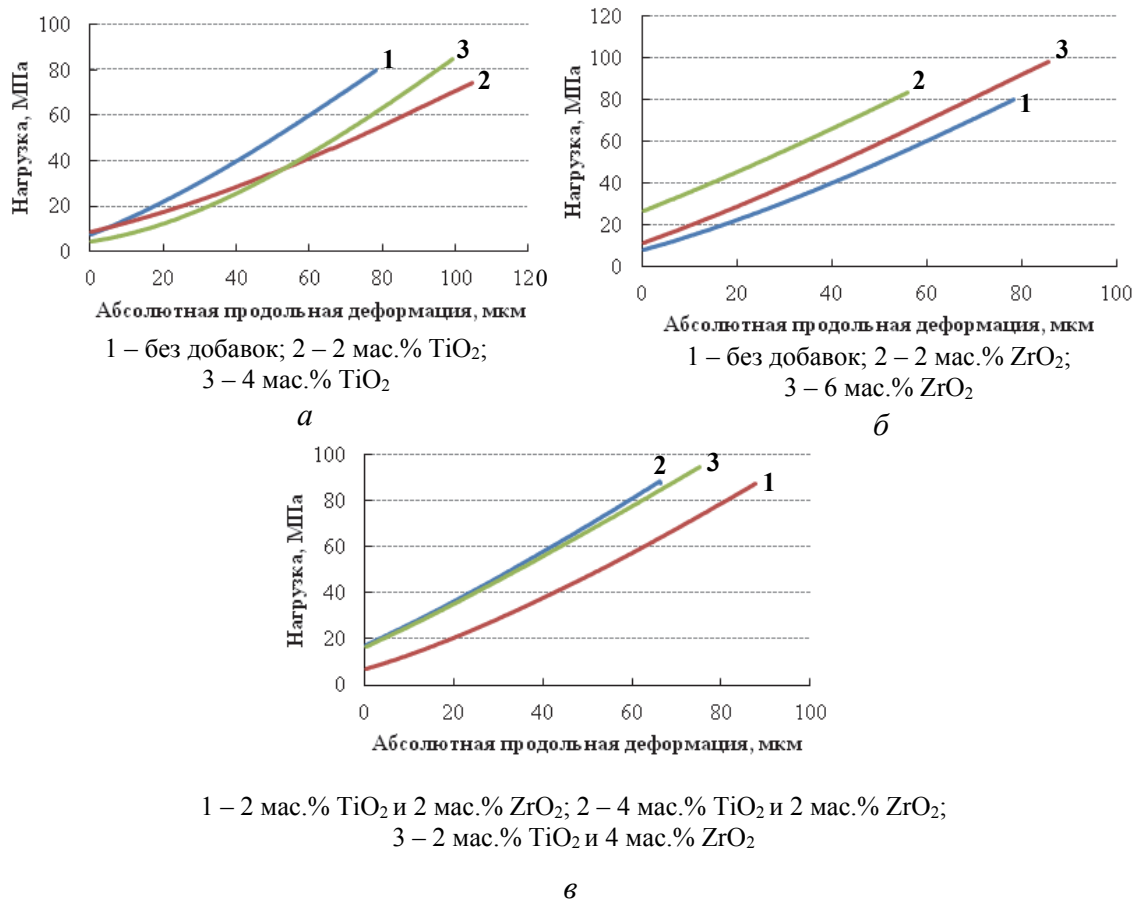 100
80
60
40
20
0
Нагрузка, МПа
1
3
2
0 20 40 60 80 100 120
Абсолютная продольная деформация, мкм
1 – без добавок; 2 – 2 мас.% TiO₂;
3 – 4 мас.% TiO₂
а
120
100
80
60
40
20
0
Нагрузка, МПа
2
3
1
0 20 40 60 80 100
Абсолютная продольная деформация, мкм
1 – без добавок; 2 – 2 мас.% ZrO₂;
3 – 6 мас.% ZrO₂
б
100
80
60
40
20
0
Нагрузка, МПа
2 3
1
0 20 40 60 80 100
Абсолютная продольная деформация, мкм
1 – 2 мас.% TiO₂ и 2 мас.% ZrO₂; 2 – 4 мас.% TiO₂ и 2 мас.% ZrO₂;
3 – 2 мас.% TiO₂ и 4 мас.% ZrO₂
в